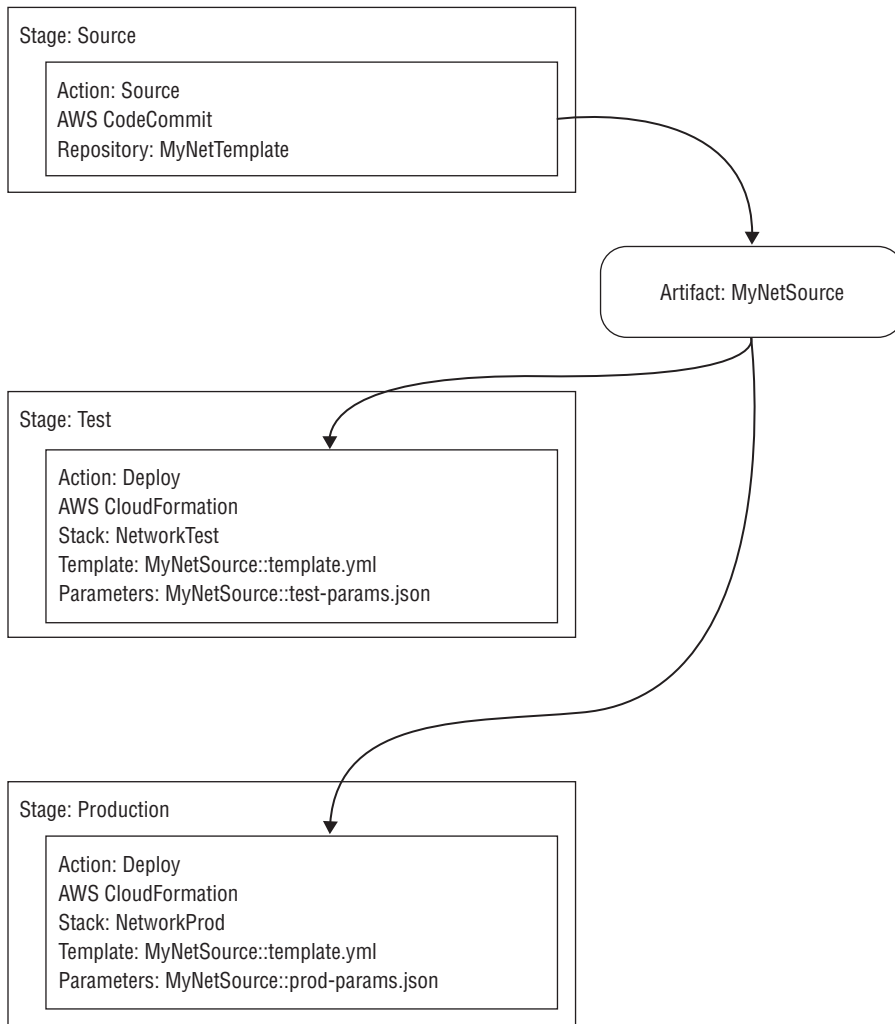 Stage: Source
Action: Source
AWS CodeCommit
Repository: MyNetTemplate
Artifact: MyNetSource
Stage: Test
Action: Deploy
AWS CloudFormation
Stack: NetworkTest
Template: MyNetSource::template.yml
Parameters: MyNetSource::test-params.json
Stage: Production
Action: Deploy
AWS CloudFormation
Stack: NetworkProd
Template: MyNetSource::template.yml
Parameters: MyNetSource::prod-params.json